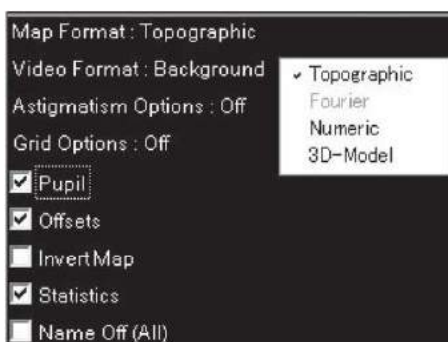 Map Format : Topographic
Video Format : Background
Astigmatism Options : Off
Grid Options : Off
Pupil
Offsets
Invert Map
Statistics
Name Off (All)
Topographic
Fourier
Numeric
3D-Model